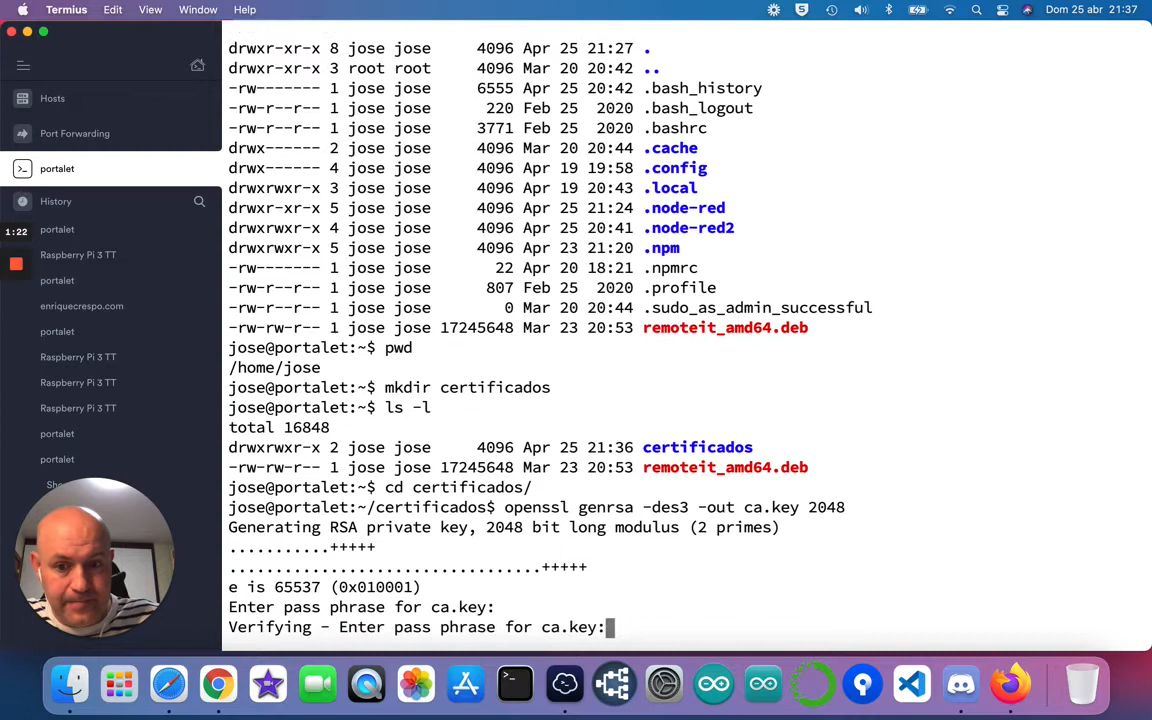 Termius Edit View Window Help Dom 25 abr 21:37
Hosts
Port Forwarding
portalet
History
portalet
1:22
Raspberry Pi 3 TT
portalet
enriquecrespo.com
portalet
Raspberry Pi 3 TT
Raspberry Pi 3 TT
Raspberry Pi 3 TT
portalet
portalet
drwxr-xr-x 8 jose jose 4096 Apr 25 21:27 .
drwxr-xr-x 3 root root 4096 Mar 20 20:42 ..
-rw------- 1 jose jose 6555 Apr 25 20:42 .bash_history
-rw-r--r-- 1 jose jose 220 Feb 25 2020 .bash_logout
-rw-r--r-- 1 jose jose 3771 Feb 25 2020 .bashrc
drwx------ 2 jose jose 4096 Mar 20 20:44 .cache
drwx------ 4 jose jose 4096 Apr 19 19:58 .config
drwxrwxr-x 3 jose jose 4096 Apr 19 20:43 .local
drwxr-xr-x 5 jose jose 4096 Apr 25 21:24 .node-red
drwxr-xr-x 4 jose jose 4096 Apr 25 20:41 .node-red2
drwxrwxr-x 5 jose jose 4096 Apr 23 21:20 .npm
-rw------- 1 jose jose 22 Apr 20 18:21 .npmrc
-rw-r--r-- 1 jose jose 807 Feb 25 2020 .profile
-rw-r--r-- 1 jose jose 0 Mar 20 20:44 .sudo_as_admin_successful
-rw-rw-r-- 1 jose jose 17245648 Mar 23 20:53 remoteit_amd64.deb
jose@portalet:~$ pwd
/home/jose
jose@portalet:~$ mkdir certificados
jose@portalet:~$ ls -l
total 16848
drwxrwxr-x 2 jose jose 4096 Apr 25 21:36 certificados
-rw-rw-r-- 1 jose jose 17245648 Mar 23 20:53 remoteit_amd64.deb
jose@portalet:~$ cd certificados/
jose@portalet:~/certificados$ openssl genrsa -des3 -out ca.key 2048
Generating RSA private key, 2048 bit long modulus (2 primes)
...........+++++
..................................+++++
e is 65537 (0x010001)
Enter pass phrase for ca.key:
Verifying - Enter pass phrase for ca.key: